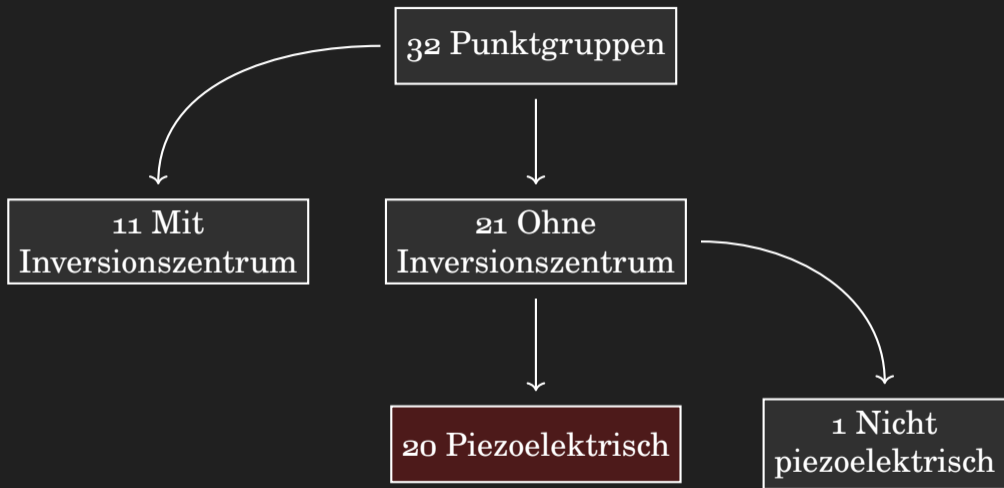 32 Punktgruppen
11 Mit
Inversionszentrum
21 Ohne
Inversionszentrum
20 Piezoelektrisch
1 Nicht
piezoelektrisch